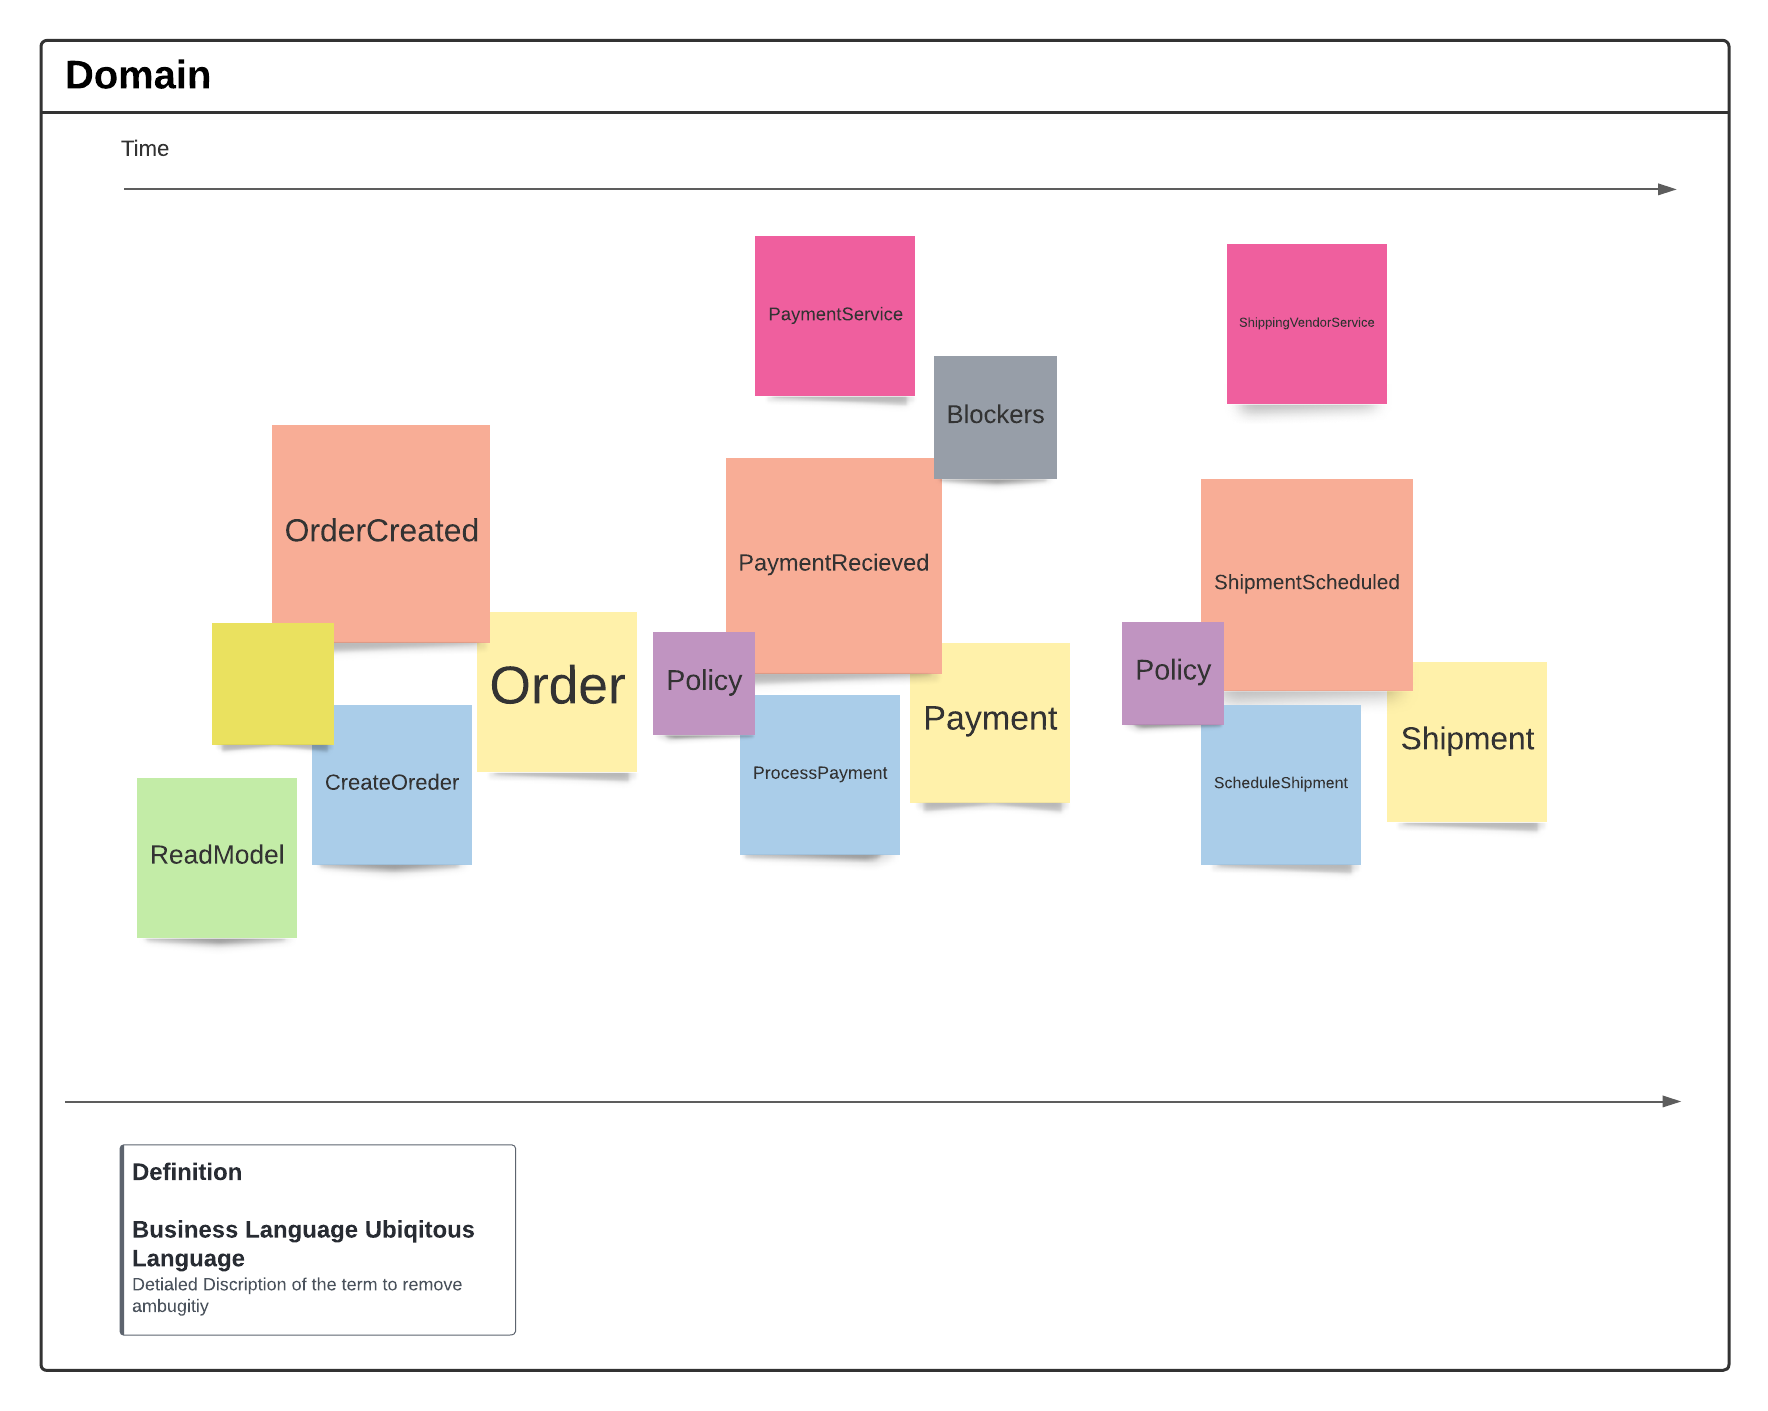 Domain
Time
PaymentService
ShippingVendorService
Blockers
OrderCreated
PaymentRecieved
ShipmentScheduled
Order
Policy
Payment
Policy
Shipment
CreateOreder
ProcessPayment
ScheduleShipment
ReadModel
Definition
Business Language Ubiqitous
Language
Detialed Discription of the term to remove
ambugitiy